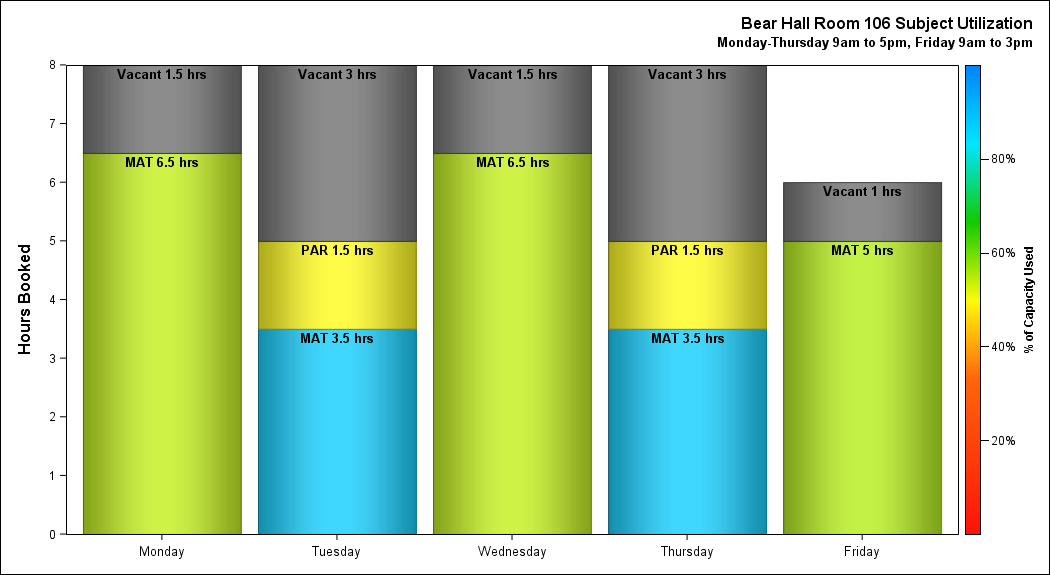 Bear Hall Room 106 Subject Utilization
Monday-Thursday 9am to 5pm, Friday 9am to 3pm
Hours Booked
8
7
6
5
4
3
2
1
0
Vacant 1.5 hrs
MAT 6.5 hrs
Vacant 3 hrs
PAR 1.5 hrs
MAT 3.5 hrs
Vacant 1.5 hrs
MAT 6.5 hrs
Vacant 3 hrs
PAR 1.5 hrs
MAT 3.5 hrs
Vacant 1 hrs
MAT 5 hrs
Monday
Tuesday
Wednesday
Thursday
Friday
80%
60%
40%
20%
% of Capacity Used